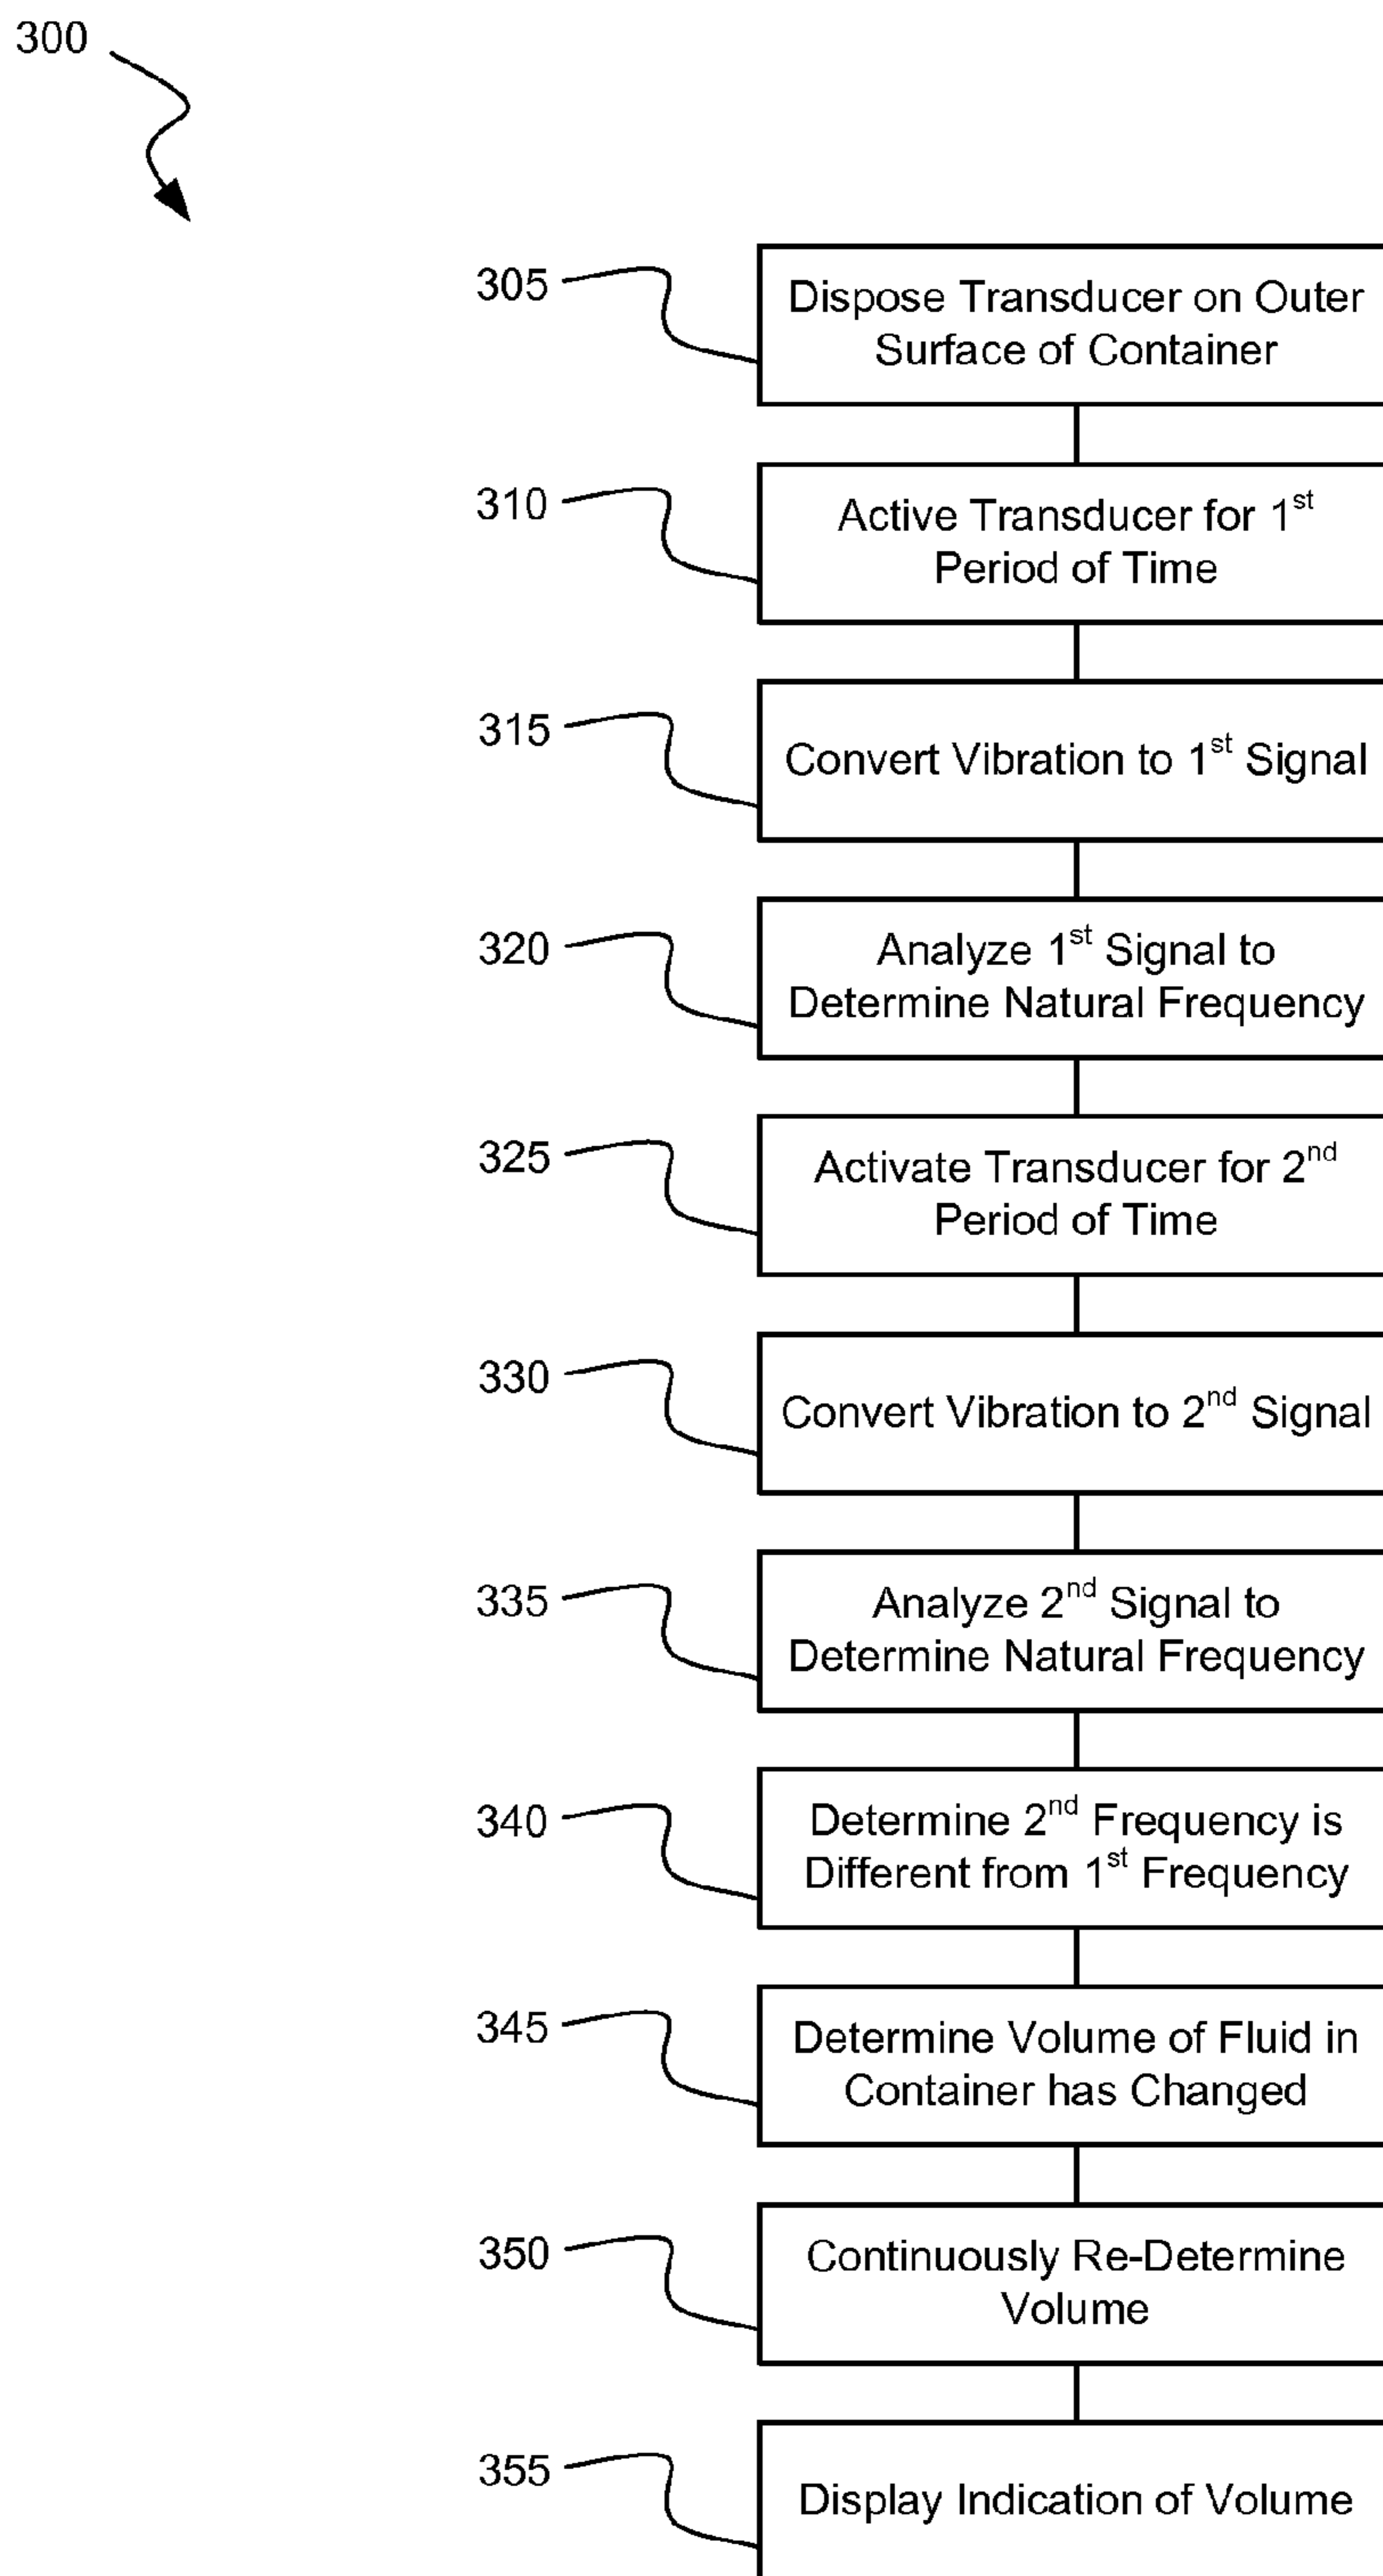 300
305
Dispose Transducer on Outer
Surface of Container
310
Active Transducer for 1st
Period of Time
315
Convert Vibration to 1st Signal
320
Analyze 1st Signal to
Determine Natural Frequency
325
Activate Transducer for 2nd
Period of Time
330
Convert Vibration to 2nd Signal
335
Analyze 2nd Signal to
Determine Natural Frequency
340
Determine 2nd Frequency is
Different from 1st Frequency
345
Determine Volume of Fluid in
Container has Changed
350
Continuously Re-Determine
Volume
355
Display Indication of Volume